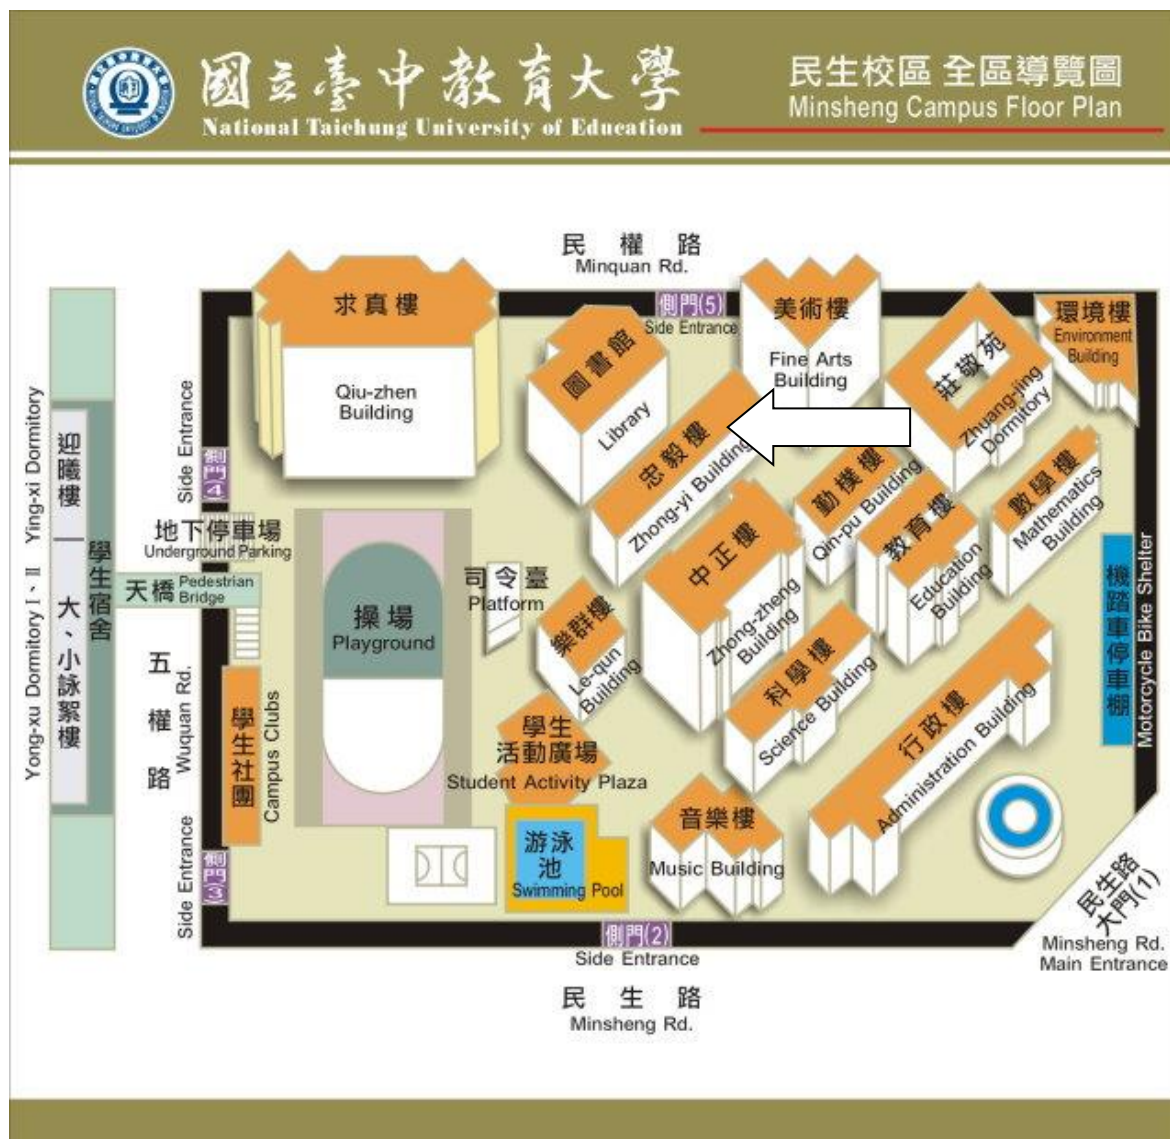 國立臺中教育大學
National Taichung University of Education
民生校區 全區導覽圖
Minsheng Campus Floor Plan
民權路
Minquan Rd.
求真樓
Qiu-zhen
Building
圖書館
Library
側門(5)
Side Entrance
美術樓
Fine Arts
Building
莊敬苑
Zhuang-jing
Dormitory
環境樓
Environment
Building
忠毅樓
Zhong-yi Building
勤樸樓
Qin-pu Building
教育樓
Education
Building
數學樓
Mathematics
Building
Side Entrance
側門(4)
Ying-xi Dormitory
迎曦樓
Yong-xu Dormitory I、II
大、小詠絮樓
學生宿舍
地下停車場
Underground Parking
天橋
Pedestrian
Bridge
操場
Playground
司令臺
Platform
樂群樓
Le-qun
Building
中正樓
Zhong-zheng
Building
科學樓
Science Building
行政樓
Administration Building
機踏車停車棚
Motorcycle Bike Shelter
五權路
Wuquan Rd.
學生社團
Campus Clubs
學生
活動廣場
Student Activity Plaza
游泳
池
Swimming Pool
音樂樓
Music Building
Side Entrance
側門(3)
側門(2)
Side Entrance
民生路
大門(1)
Minsheng Rd.
Main Entrance
民生路
Minsheng Rd.